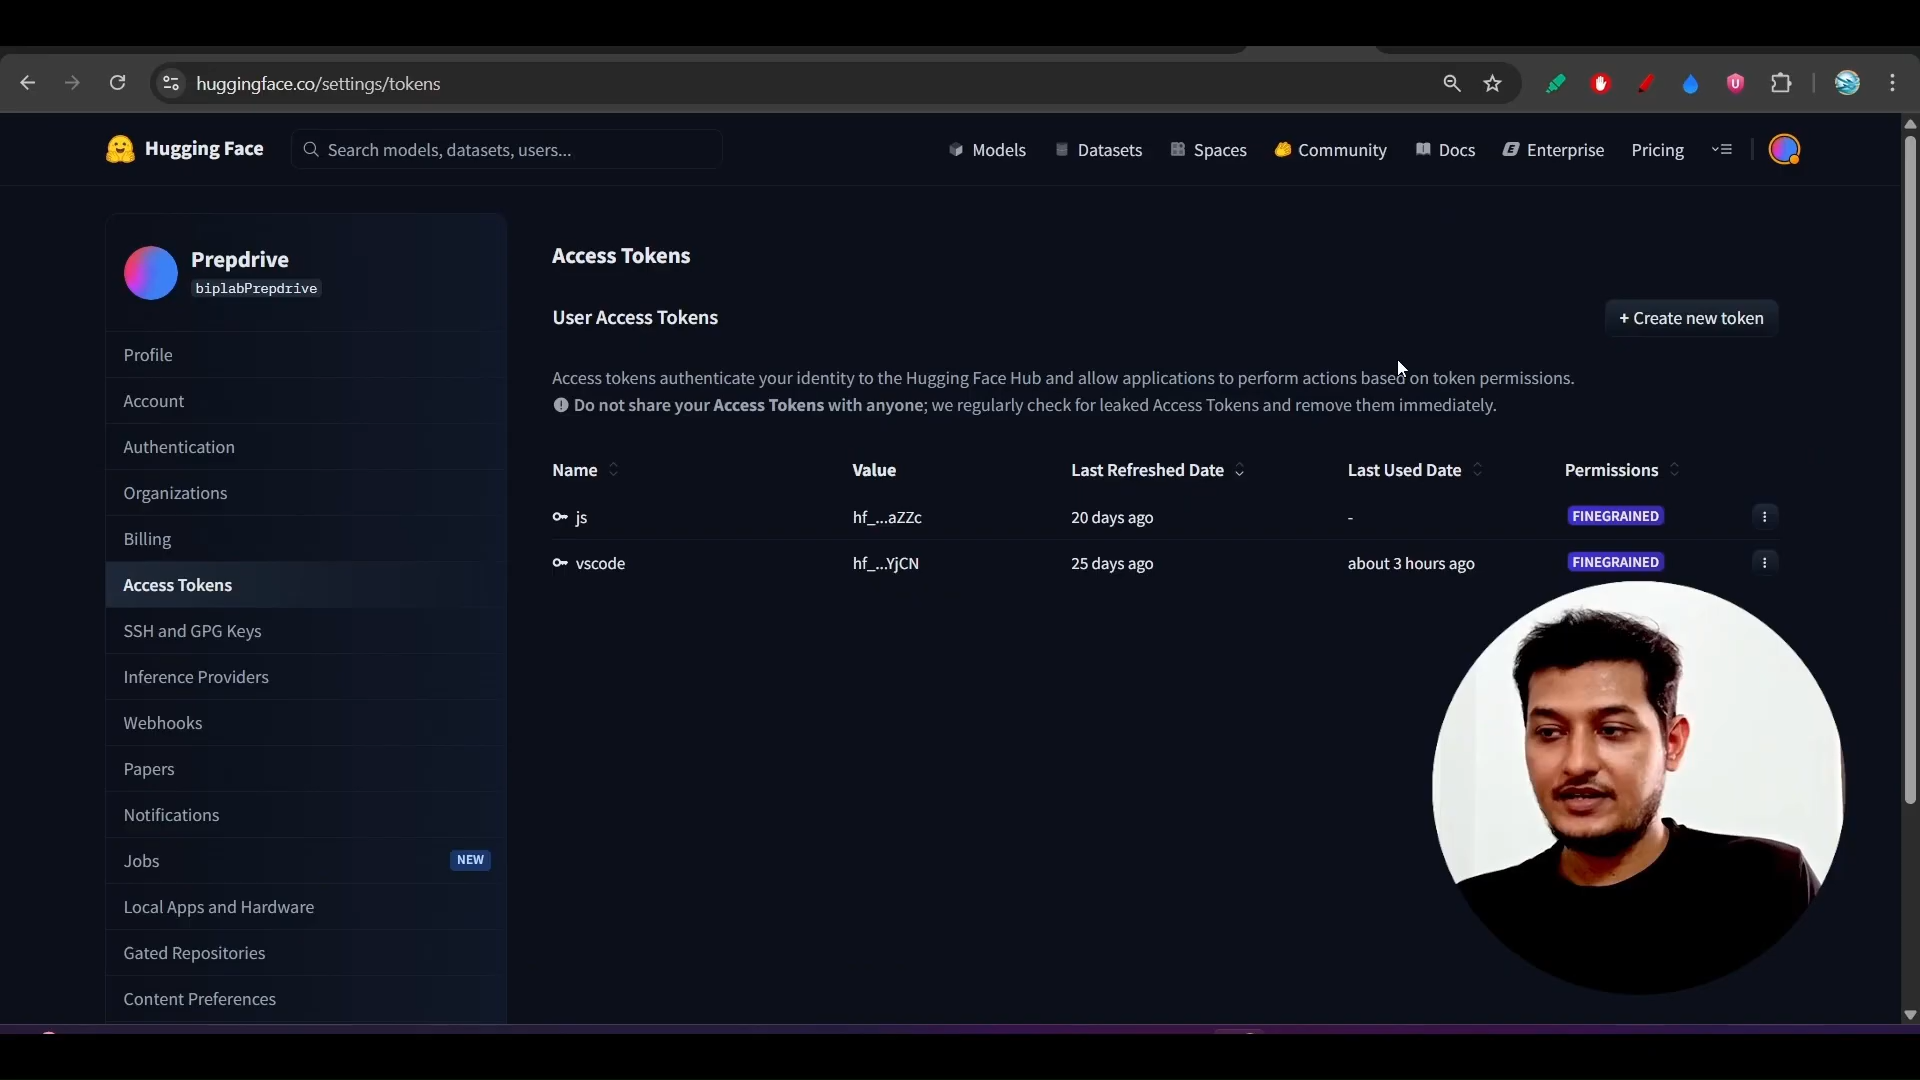 huggingface.co/settings/tokens
Hugging Face
Search models, datasets, users...
Models
Datasets
Spaces
Community
Docs
Enterprise
Pricing
Prepdrive
biplabPrepdrive
Profile
Account
Authentication
Organizations
Billing
Access Tokens
SSH and GPG Keys
Inference Providers
Webhooks
Papers
Notifications
Jobs NEW
Local Apps and Hardware
Gated Repositories
Content Preferences
Access Tokens
User Access Tokens
+ Create new token
Access tokens authenticate your identity to the Hugging Face Hub and allow applications to perform actions based on token permissions.
Do not share your Access Tokens with anyone; we regularly check for leaked Access Tokens and remove them immediately.
Name Value Last Refreshed Date Last Used Date Permissions
js hf_...aZZc 20 days ago - FINEGRAINED
vscode hf_...YjCN 25 days ago about 3 hours ago FINEGRAINED